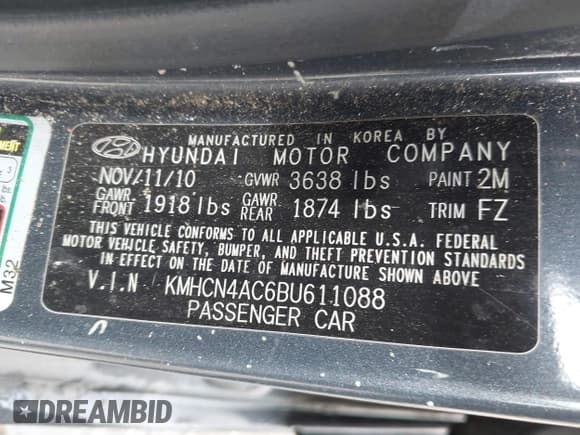 MANUFACTURED IN KOREA BY
HYUNDAI MOTOR COMPANY
NOV/11/10 GVWR 3638 lbs PAINT 2M
GAWR FRONT 1918 lbs GAWR REAR 1874 lbs TRIM FZ
THIS VEHICLE CONFORMS TO ALL APPLICABLE U.S.A. FEDERAL
MOTOR VEHICLE SAFETY, BUMPER, AND THEFT PREVENTION STANDARDS
IN EFFECT ON THE DATE OF MANUFACTURE SHOWN ABOVE.
V.I.N / KMHCN4AC6BU611088
PASSENGER CAR
M32
DREAMBID